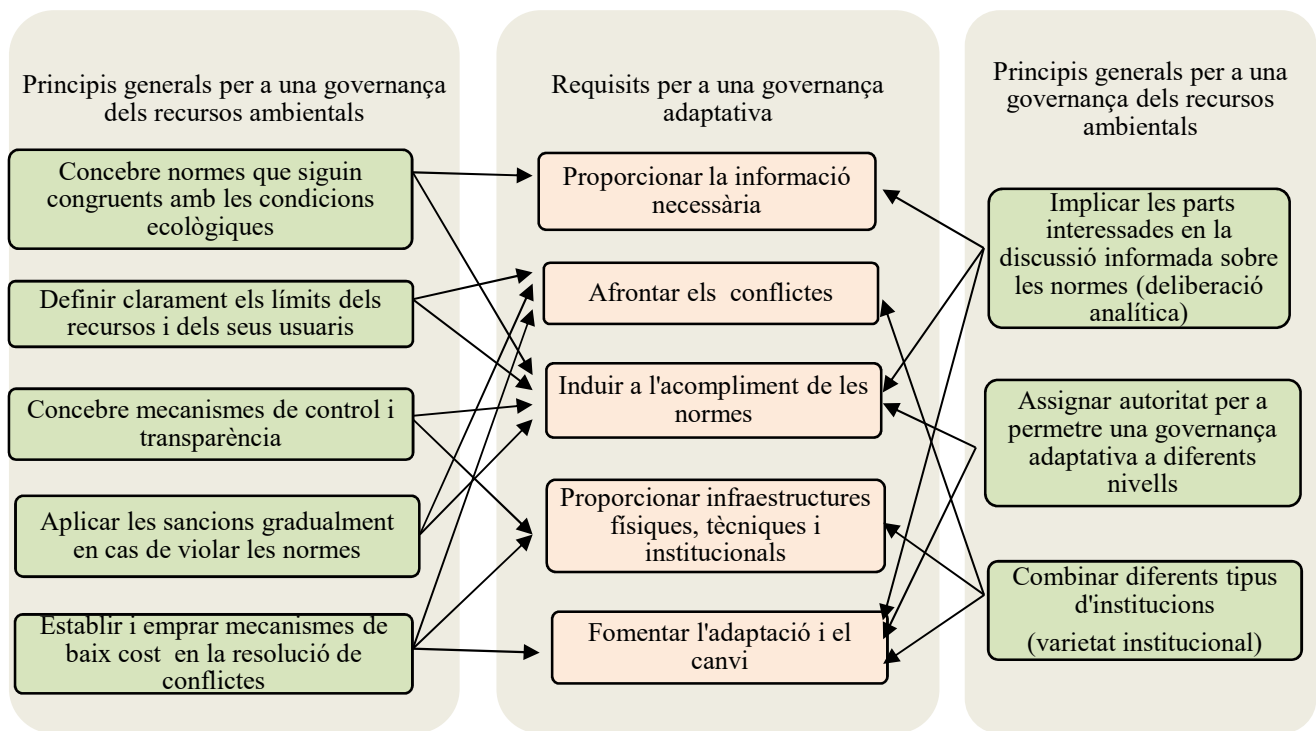 Principis generals per a una governança
dels recursos ambientals
Concebre normes que siguin
congruents amb les condicions
ecològiques
Definir clarament els límits dels
recursos i dels seus usuaris
Concebre mecanismes de control i
transparència
Aplicar les sancions gradualment
en cas de violar les normes
Establir i emprar mecanismes de
baix cost en la resolució de
conflictes
Requisits per a una governança
adaptativa
Proporcionar la informació
necessària
Afrontar els conflictes
Induir a l'acompliment de les
normes
Proporcionar infraestructures
físiques, tècniques i
institucionals
Fomentar l'adaptació i el
canvi
Principis generals per a una
governança dels recursos
ambientals
Implicar les parts
interessades en la
discussió informada sobre
les normes (deliberació
analítica)
Assignar autoritat per a
permetre una governança
adaptativa a diferents
nivells
Combinar diferents tipus
d'institucions
(varietat institucional)